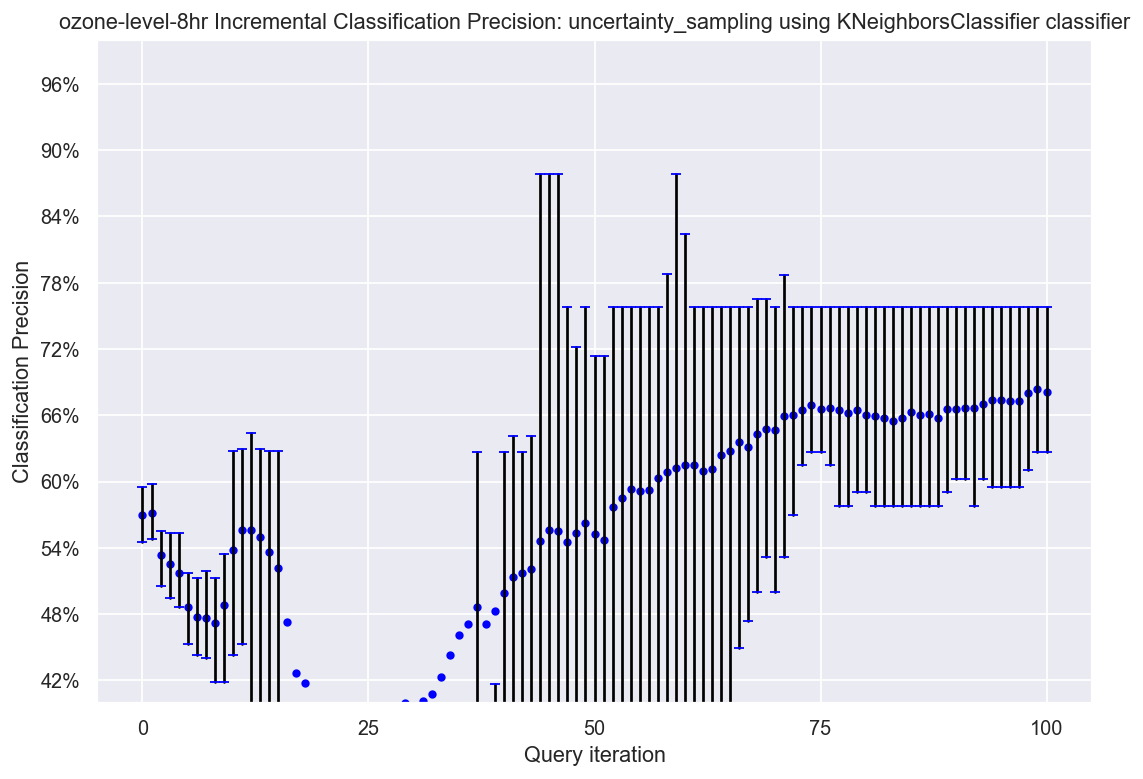 ozone-level-8hr Incremental Classification Precision: uncertainty_sampling using KNeighborsClassifier classifier
96%
90%
84%
78%
72%
66%
60%
54%
48%
42%
Classification Precision
0 25 50 75 100
Query iteration